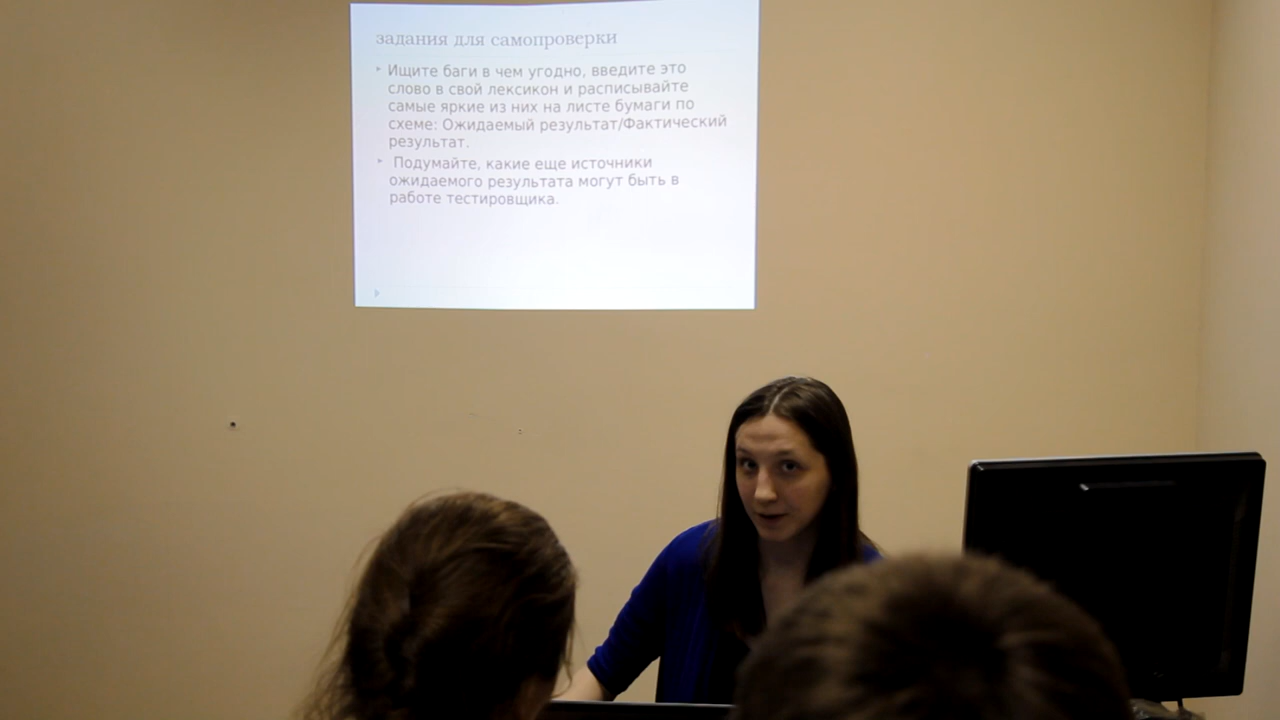 задания для самопроверки
Ищите баги в чем угодно, введите это
слово в свой лексикон и расписывайте
самые яркие из них на листе бумаги по
схеме: Ожидаемый результат/Фактический
результат.
Подумайте, какие еще источники
ожидаемого результата могут быть в
работе тестировщика.